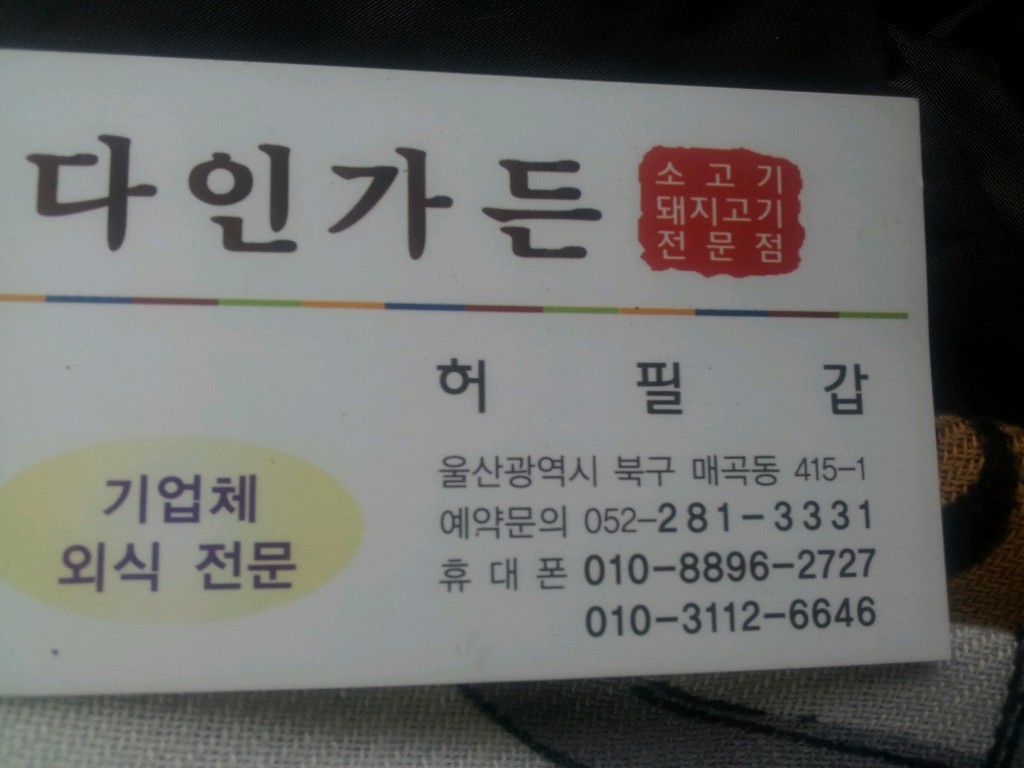 다인가든
소고기
돼지고기
전문점
허필갑
기업체
외식 전문
울산광역시 북구 매곡동 415-1
예약문의 052-281-3331
휴대폰 010-8896-2727
010-3112-6646